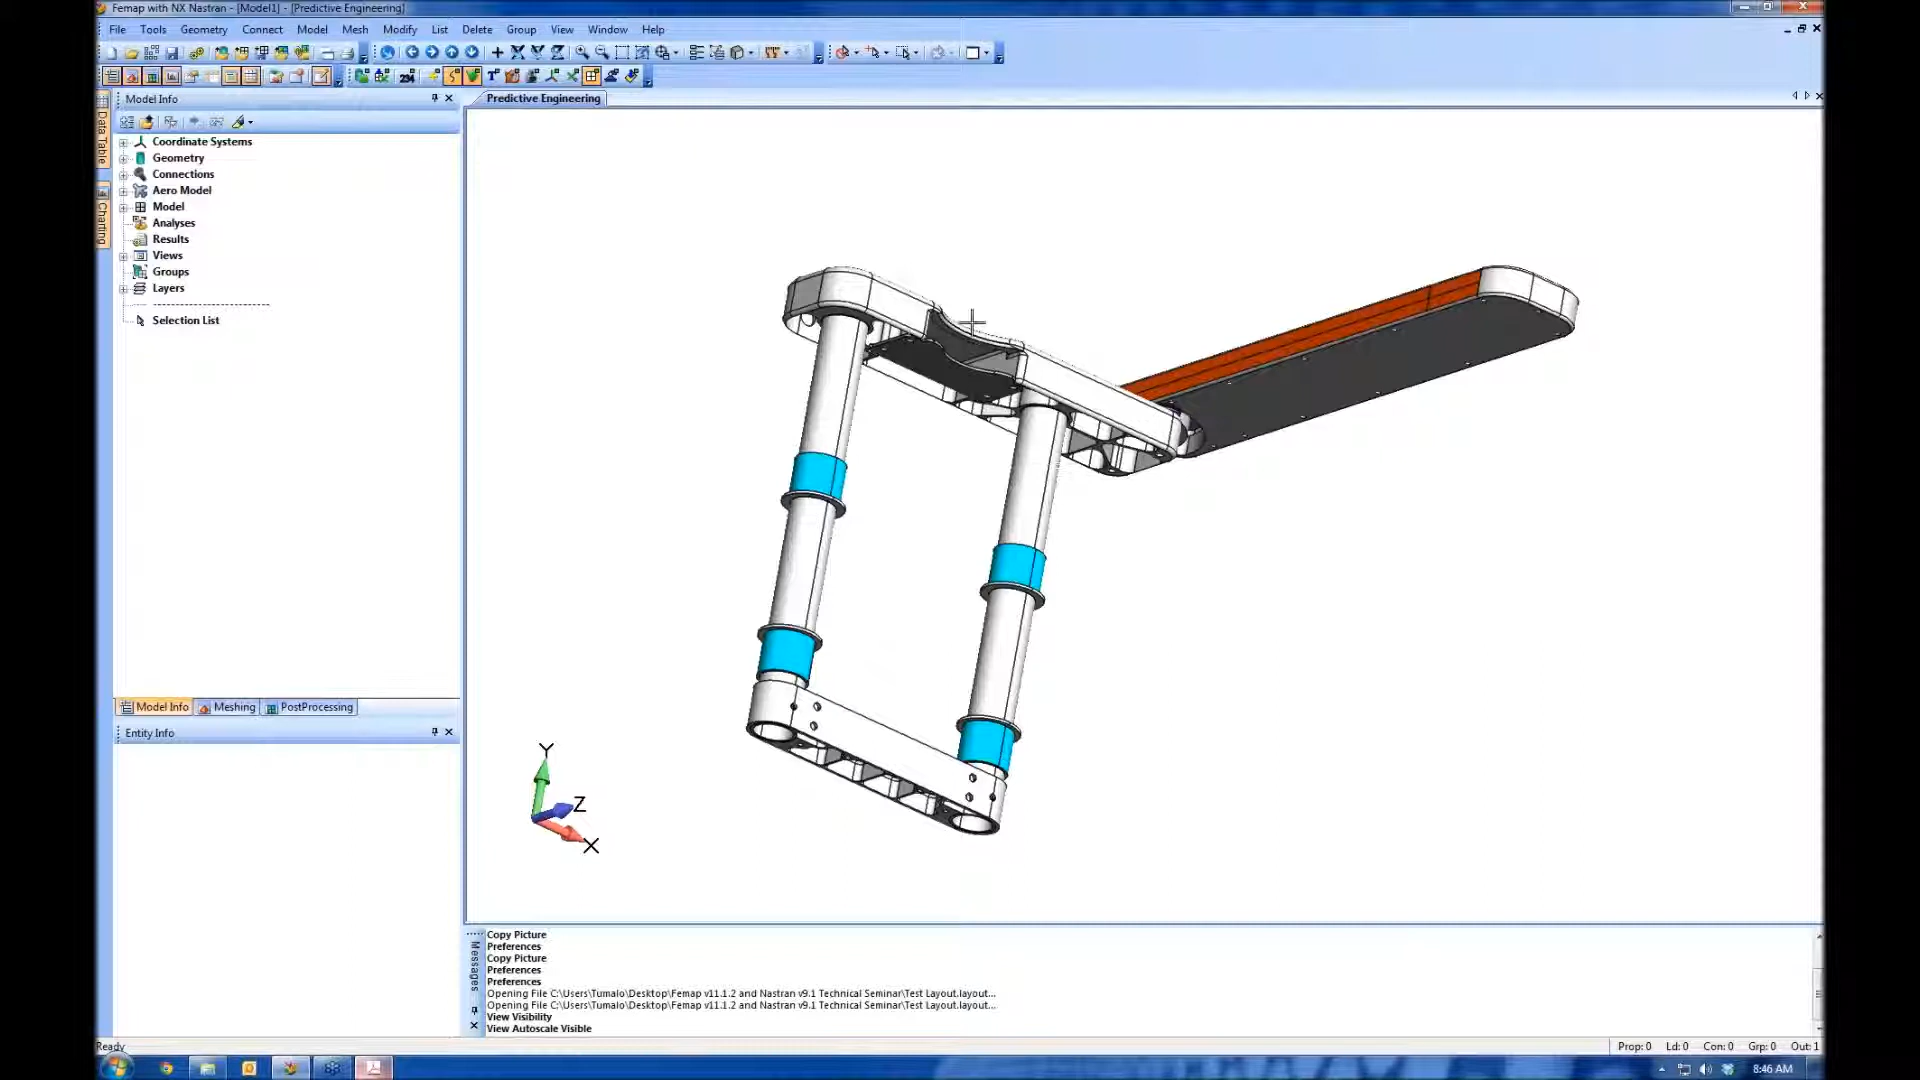 Femap with NX Nastran - [Model1] - [Predictive Engineering]
File Tools Geometry Connect Model Mesh Modify List Delete Group View Window Help
Model Info
Predictive Engineering
Data Table
Charting
Coordinate Systems
Geometry
Connections
Aero Model
Model
Analyses
Results
Views
Groups
Layers
Selection List
Model Info Meshing PostProcessing
Entity Info
Y
Z
X
Messages
Copy Picture
Preferences
Copy Picture
Preferences
Preferences
Opening File C:\Users\Tumalo\Desktop\Femap v11.1.2 and Nastran v9.1 Technical Seminar\Test Layout.layout...
Opening File C:\Users\Tumalo\Desktop\Femap v11.1.2 and Nastran v9.1 Technical Seminar\Test Layout.layout...
View Visibility
View Autoscale Visible
Ready
Prop: 0 Ld: 0 Con: 0 Grp: 0 Out: 1
8:46 AM